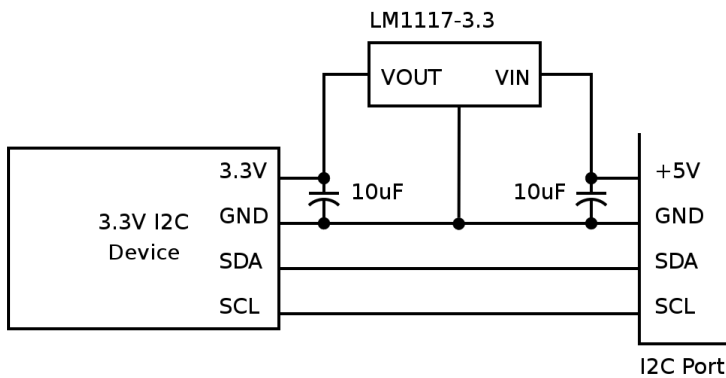 LM1117-3.3
VOUT
VIN
3.3V
10uF
10uF
+5V
3.3V I2C
Device
GND
GND
SDA
SDA
SCL
SCL
I2C Port